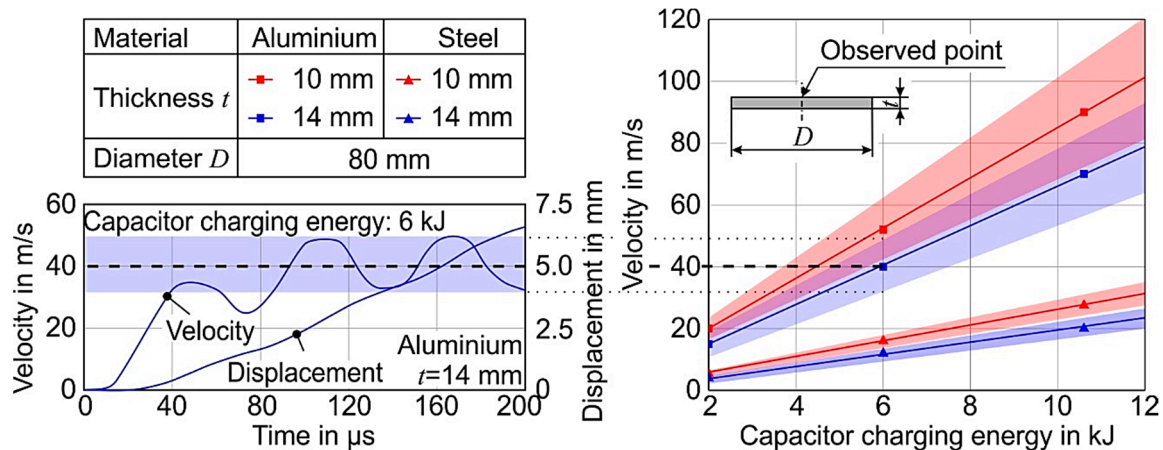 Material Aluminium Steel
Thickness t
10 mm 10 mm
14 mm 14 mm
Diameter D 80 mm
Capacitor charging energy: 6 kJ
Velocity in m/s
60
40
20
0
Velocity
Displacement
Aluminium
t=14 mm
0 40 80 120 160 200
Time in µs
7.5
5.0
2.5
0
Displacement in mm
Velocity in m/s
120
100
80
60
40
20
0
Observed point
t
D
2 4 6 8 10 12
Capacitor charging energy in kJ